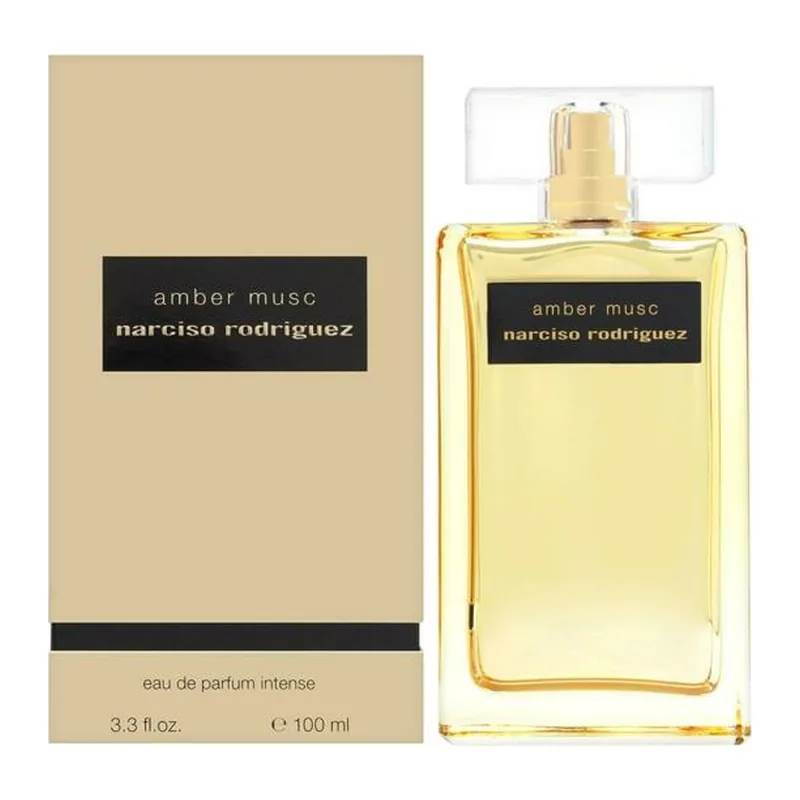 amber musc
narciso rodriguez
eau de parfum intense
3.3 fl.oz. ℮ 100 ml
amber musc
narciso rodriguez